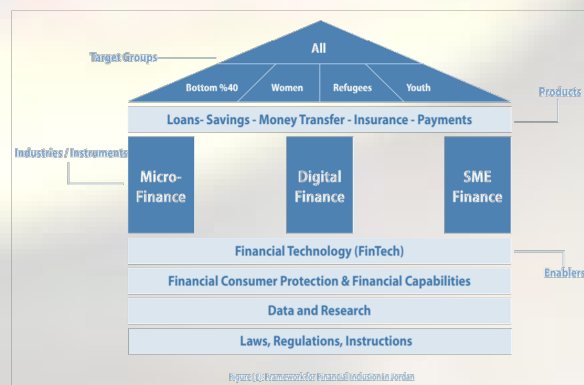 All
Target Groups
Bottom %40 Women Refugees Youth
Products
Loans- Savings - Money Transfer - Insurance - Payments
Industries / Instruments
Micro-
Finance
Digital
Finance
SME
Finance
Financial Technology (FinTech)
Enablers
Financial Consumer Protection & Financial Capabilities
Data and Research
Laws, Regulations, Instructions
Framework for Financial Inclusion in Jordan